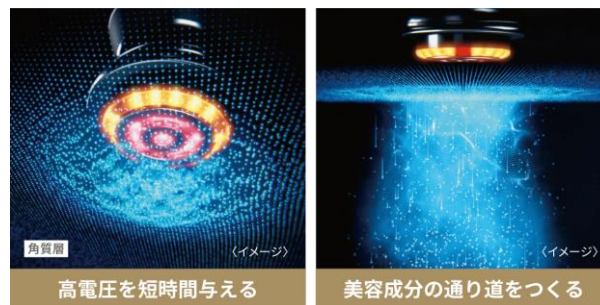 角質層
〈イメージ〉
高電圧を短時間与える
〈イメージ〉
美容成分の通り道をつくる